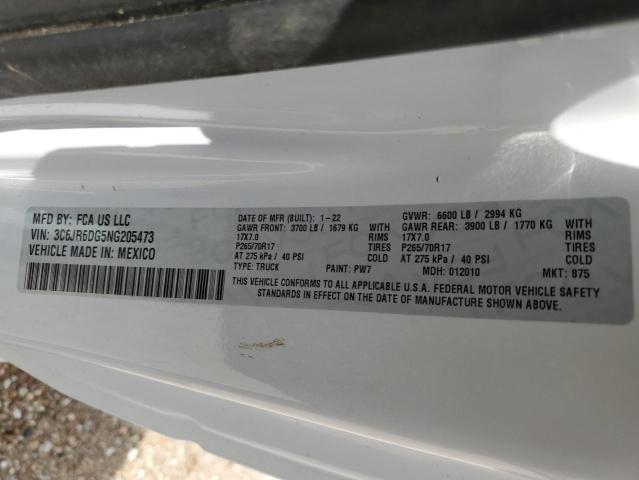 MFD BY: FCA US LLC
VIN: 3C6JR6DG5NG205473
VEHICLE MADE IN: MEXICO
DATE OF MFR (BUILT): 1-22 GVWR: 6600 LB / 2994 KG
GAWR FRONT: 3700 LB / 1679 KG WITH GAWR REAR: 3900 LB / 1770 KG WITH
17X7.0 RIMS 17X7.0 RIMS
P265/70R17 TIRES P265/70R17 TIRES
AT 275 kPa / 40 PSI COLD AT 275 kPa / 40 PSI COLD
TYPE: TRUCK PAINT: PW7 MDH: 012010 MKT: 875
THIS VEHICLE CONFORMS TO ALL APPLICABLE U.S.A. FEDERAL MOTOR VEHICLE SAFETY
STANDARDS IN EFFECT ON THE DATE OF MANUFACTURE SHOWN ABOVE.